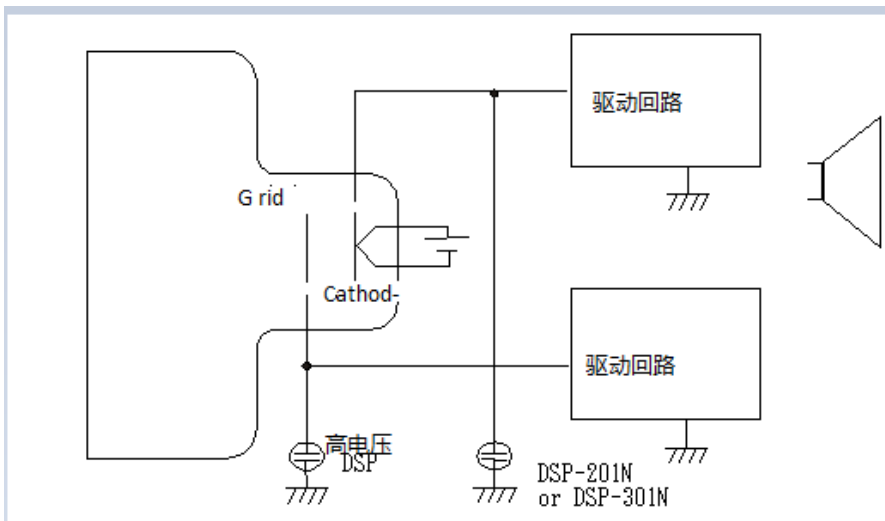 驱动回路
G rid
Cathod-
驱动回路
高电压
DSP
DSP-201N
or DSP-301N